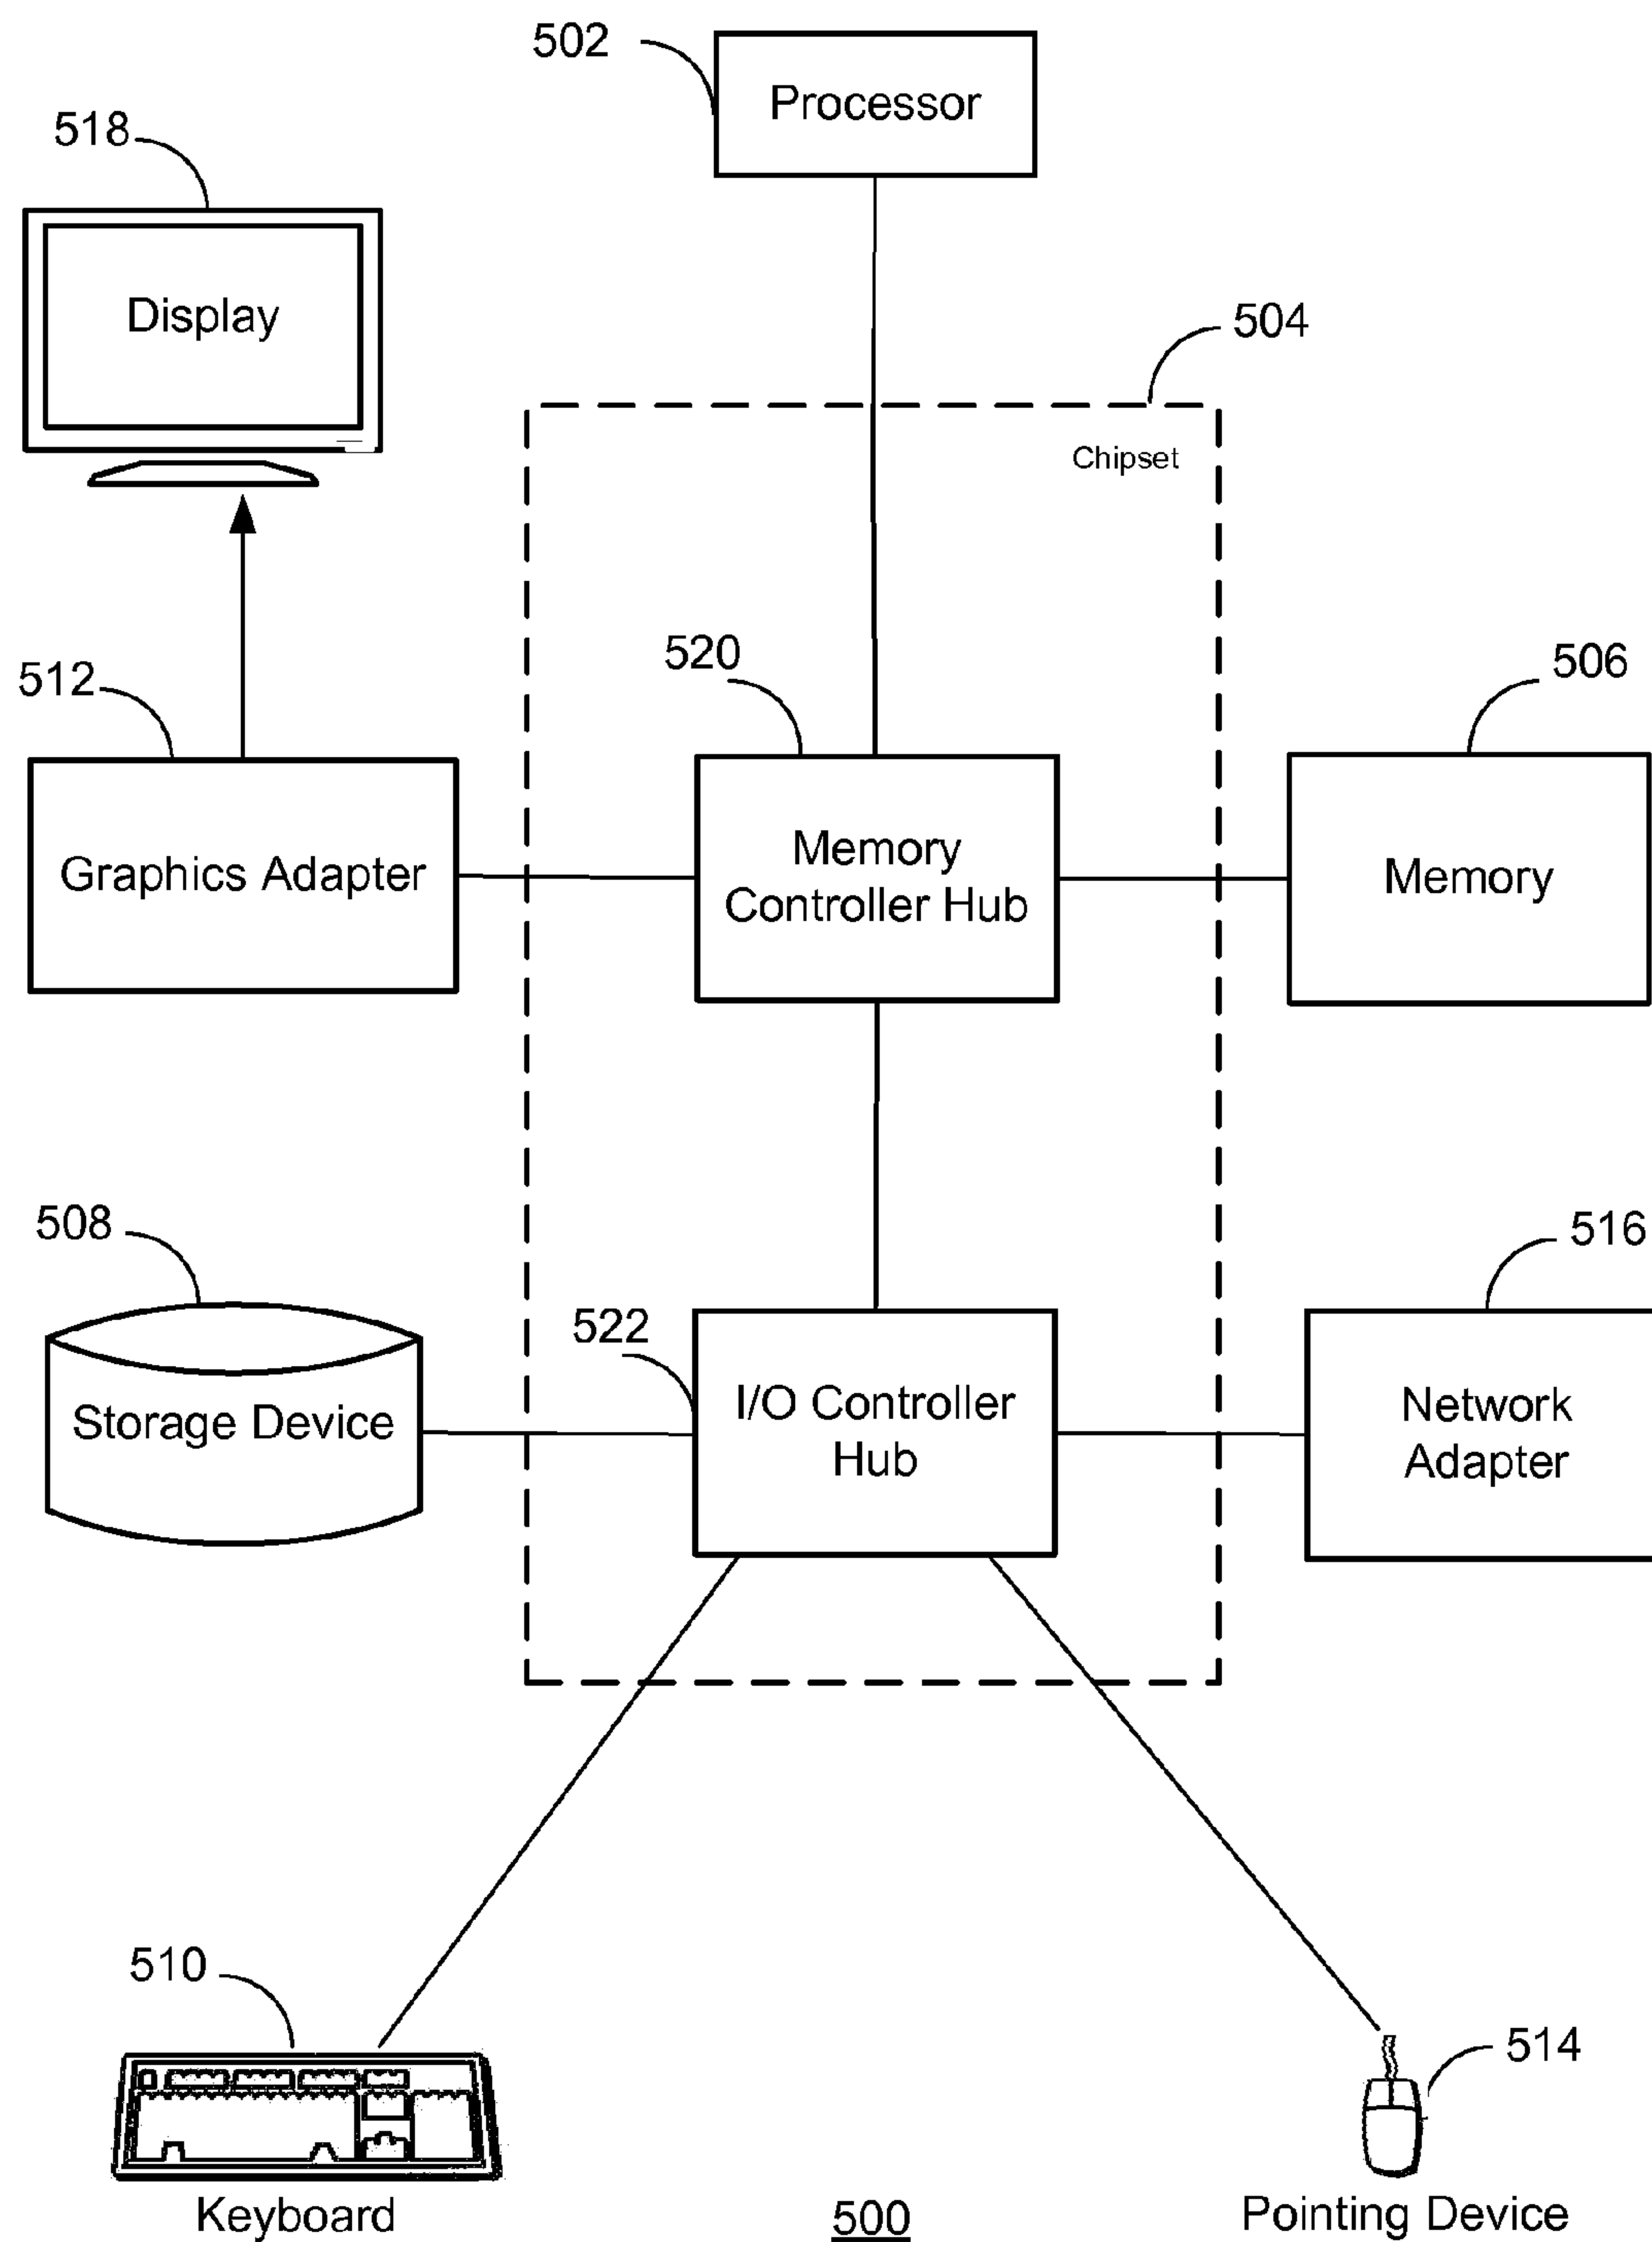 502
Processor
518
Display
504
Chipset
520
506
512
Memory
Controller Hub
Graphics Adapter
Memory
508
516
522
I/O Controller
Hub
Storage Device
Network
Adapter
510
514
Keyboard
500
Pointing Device